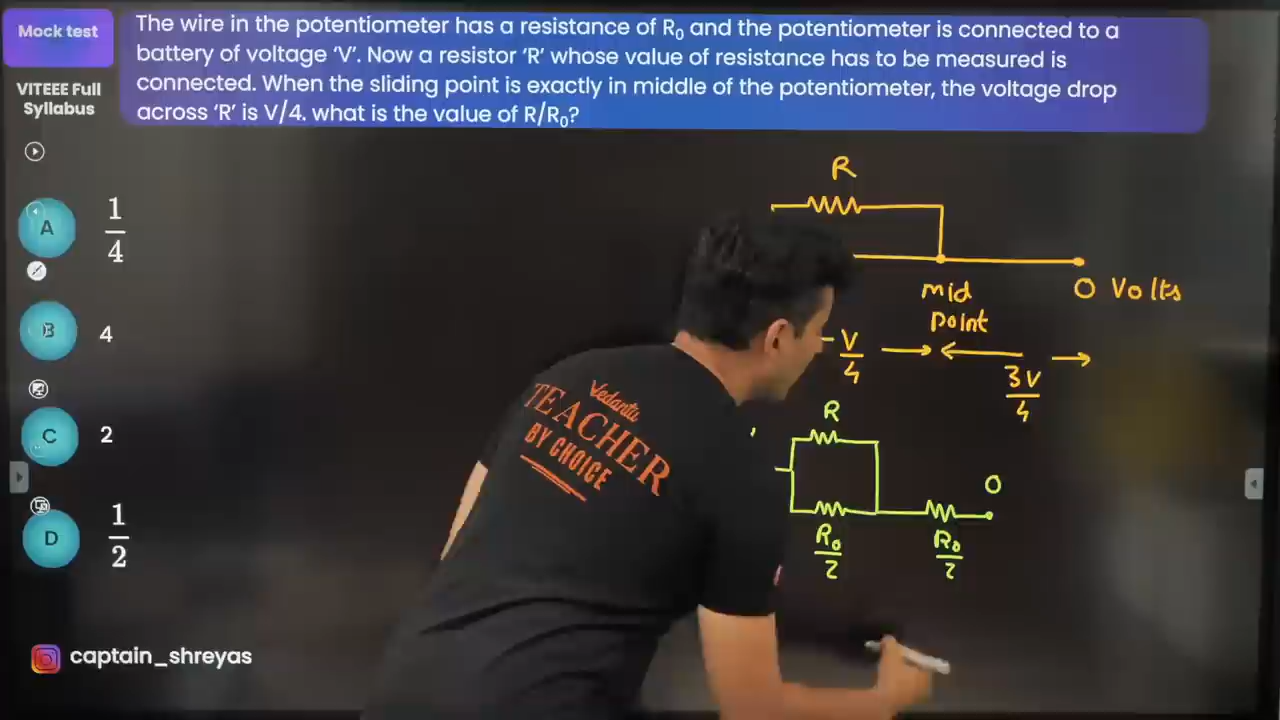 Mock test
VITEEE Full
Syllabus
The wire in the potentiometer has a resistance of R₀ and the potentiometer is connected to a
battery of voltage ‘V’. Now a resistor ‘R’ whose value of resistance has to be measured is
connected. When the sliding point is exactly in middle of the potentiometer, the voltage drop
across ‘R’ is V/4. what is the value of R/R₀?
A 1/4
B 4
C 2
D 1/2
R
mid
point
0 Volts
V/4
3V/4
R
0
R₀/2
R₀/2
Vedantu
TEACHER
BY CHOICE
captain_shreyas